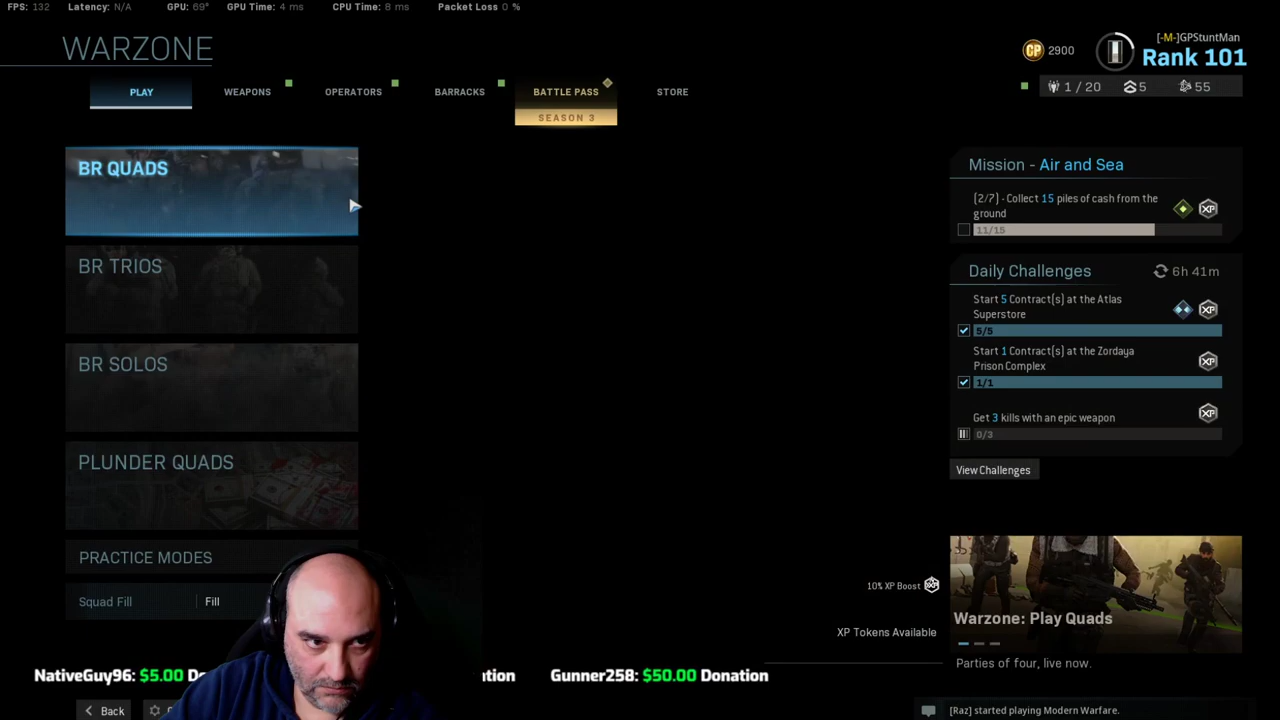 FPS: 132 Latency: N/A GPU: 69° GPU Time: 4 ms CPU Time: 8 ms Packet Loss 0 %
WARZONE
CP 2900
[-M-]GPStuntMan
Rank 101
1 / 20 5 55
PLAY WEAPONS OPERATORS BARRACKS BATTLE PASS STORE
SEASON 3
BR QUADS
BR TRIOS
BR SOLOS
PLUNDER QUADS
PRACTICE MODES
Squad Fill Fill
Mission - Air and Sea
(2/7) - Collect 15 piles of cash from the
ground
XP
11/15
Daily Challenges 6h 41m
Start 5 Contract(s) at the Atlas
Superstore
XP
5/5
Start 1 Contract(s) at the Zordaya
Prison Complex
XP
1/1
Get 3 kills with an epic weapon
XP
0/3
View Challenges
10% XP Boost
XP Tokens Available
Warzone: Play Quads
Parties of four, live now.
NativeGuy96: $5.00 Gunner258: $50.00 Donation
Back
[Raz] started playing Modern Warfare.